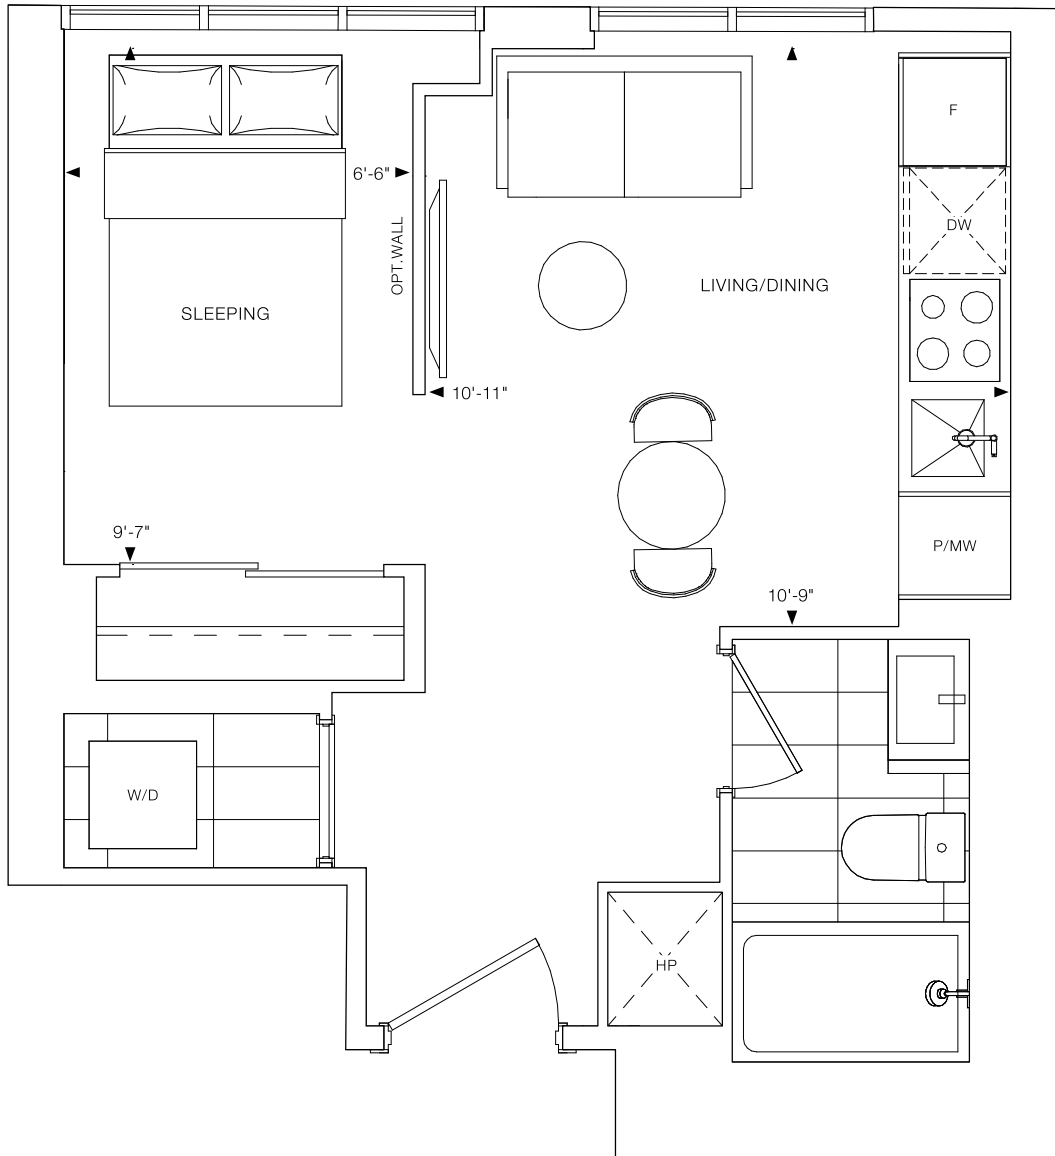 F
6'-6"
DW
OPT.WALL
LIVING/DINING
SLEEPING
10'-11"
9'-7"
P/MW
10'-9"
W/D
HP